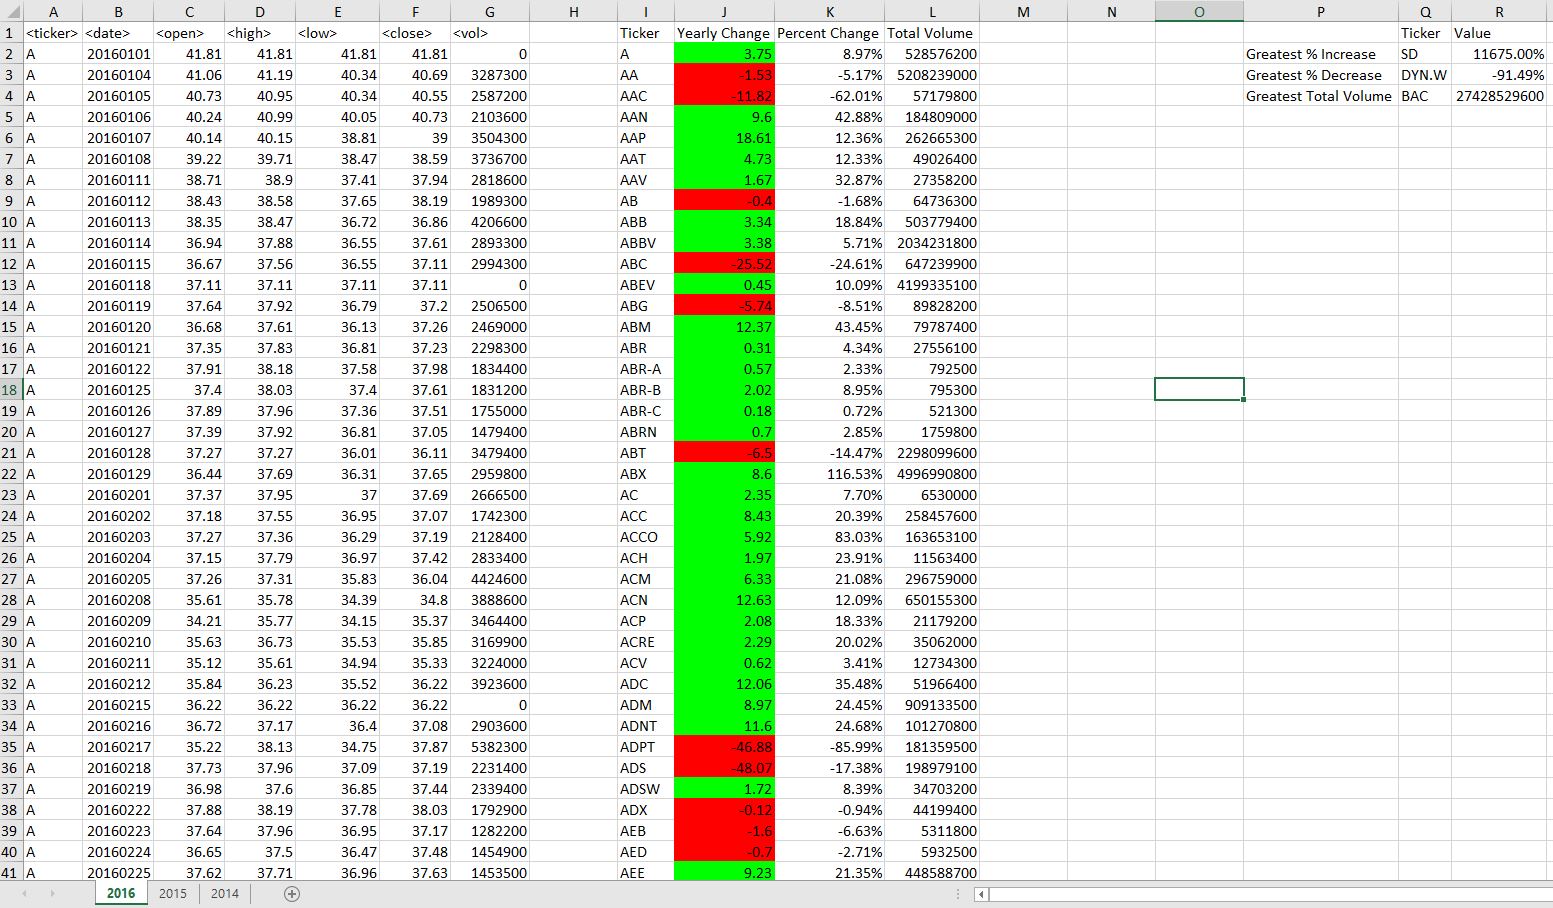 A B C D E F G H I J K L M N O P Q R
1 <ticker> <date> <open> <high> <low> <close> <vol> Ticker Yearly Change Percent Change Total Volume Ticker Value
2 A 20160101 41.81 41.81 41.81 41.81 0 A 3.75 8.97% 528576200 Greatest % Increase SD 11675.00%
3 A 20160104 41.06 41.19 40.34 40.69 3287300 AA -1.53 -5.17% 5208239000 Greatest % Decrease DYN.W -91.49%
4 A 20160105 40.73 40.95 40.34 40.55 2587200 AAC -11.82 -62.01% 57179800 Greatest Total Volume BAC 27428529600
5 A 20160106 40.24 40.99 40.05 40.73 2103600 AAN 9.6 42.88% 184809000
6 A 20160107 40.14 40.15 38.81 39 3504300 AAP 18.61 12.36% 262665300
7 A 20160108 39.22 39.71 38.47 38.59 3736700 AAT 4.73 12.33% 49026400
8 A 20160111 38.71 38.9 37.41 37.94 2818600 AAV 1.67 32.87% 27358200
9 A 20160112 38.43 38.58 37.65 38.19 1989300 AB -0.4 -1.68% 64736300
10 A 20160113 38.35 38.47 36.72 36.86 4206600 ABB 3.34 18.84% 503779400
11 A 20160114 36.94 37.88 36.55 37.61 2893300 ABBV 3.38 5.71% 2034231800
12 A 20160115 36.67 37.56 36.55 37.11 2994300 ABC -25.52 -24.61% 647239900
13 A 20160118 37.11 37.11 37.11 37.11 0 ABEV 0.45 10.09% 4199335100
14 A 20160119 37.64 37.92 36.79 37.2 2506500 ABG -5.74 -8.51% 89828200
15 A 20160120 36.68 37.61 36.13 37.26 2469000 ABM 12.37 43.45% 79787400
16 A 20160121 37.35 37.83 36.81 37.23 2298300 ABR 0.31 4.34% 27556100
17 A 20160122 37.91 38.18 37.58 37.98 1834400 ABR-A 0.57 2.33% 792500
18 A 20160125 37.4 38.03 37.4 37.61 1831200 ABR-B 2.02 8.95% 795300
19 A 20160126 37.89 37.96 37.36 37.51 1755000 ABR-C 0.18 0.72% 521300
20 A 20160127 37.39 37.92 36.81 37.05 1479400 ABRN 0.7 2.85% 1759800
21 A 20160128 37.27 37.27 36.01 36.11 3479400 ABT -6.5 -14.47% 2298099600
22 A 20160129 36.44 37.69 36.31 37.65 2959800 ABX 8.6 116.53% 4996990800
23 A 20160201 37.37 37.95 37 37.69 2666500 AC 2.35 7.70% 6530000
24 A 20160202 37.18 37.55 36.95 37.07 1742300 ACC 8.43 20.39% 258457600
25 A 20160203 37.27 37.36 36.29 37.19 2128400 ACCO 5.92 83.03% 163653100
26 A 20160204 37.15 37.79 36.97 37.42 2833400 ACH 1.97 23.91% 11563400
27 A 20160205 37.26 37.31 35.83 36.04 4424600 ACM 6.33 21.08% 296759000
28 A 20160208 35.61 35.78 34.39 34.8 3888600 ACN 12.63 12.09% 650155300
29 A 20160209 34.21 35.77 34.15 35.37 3464400 ACP 2.08 18.33% 21179200
30 A 20160210 35.63 36.73 35.53 35.85 3169900 ACRE 2.29 20.02% 35062000
31 A 20160211 35.12 35.61 34.94 35.33 3224000 ACV 0.62 3.41% 12734300
32 A 20160212 35.84 36.23 35.52 36.22 3923600 ADC 12.06 35.48% 51966400
33 A 20160215 36.22 36.22 36.22 36.22 0 ADM 8.97 24.45% 909133500
34 A 20160216 36.72 37.17 36.4 37.08 2903600 ADNT 11.6 24.68% 101270800
35 A 20160217 35.22 38.13 34.75 37.87 5382300 ADPT -46.88 -85.99% 181359500
36 A 20160218 37.73 37.96 37.09 37.19 2231400 ADS -48.07 -17.38% 198979100
37 A 20160219 36.98 37.6 36.85 37.44 2339400 ADSW 1.72 8.39% 34703200
38 A 20160222 37.88 38.19 37.78 38.03 1792900 ADX -0.12 -0.94% 44199400
39 A 20160223 37.64 37.96 36.95 37.17 1282200 AEB -1.6 -6.63% 5311800
40 A 20160224 36.65 37.5 36.47 37.48 1454900 AED -0.7 -2.71% 5932500
41 A 20160225 37.62 37.71 36.96 37.63 1453500 AEE 9.23 21.35% 448588700
2016 2015 2014